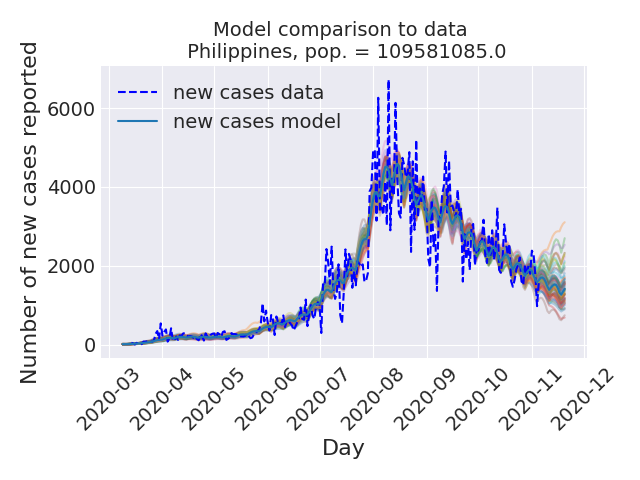 Model comparison to data
Philippines, pop. = 109581085.0
new cases data
new cases model
Number of new cases reported
6000
4000
2000
0
2020-03
2020-04
2020-05
2020-06
2020-07
2020-08
2020-09
2020-10
2020-11
2020-12
Day